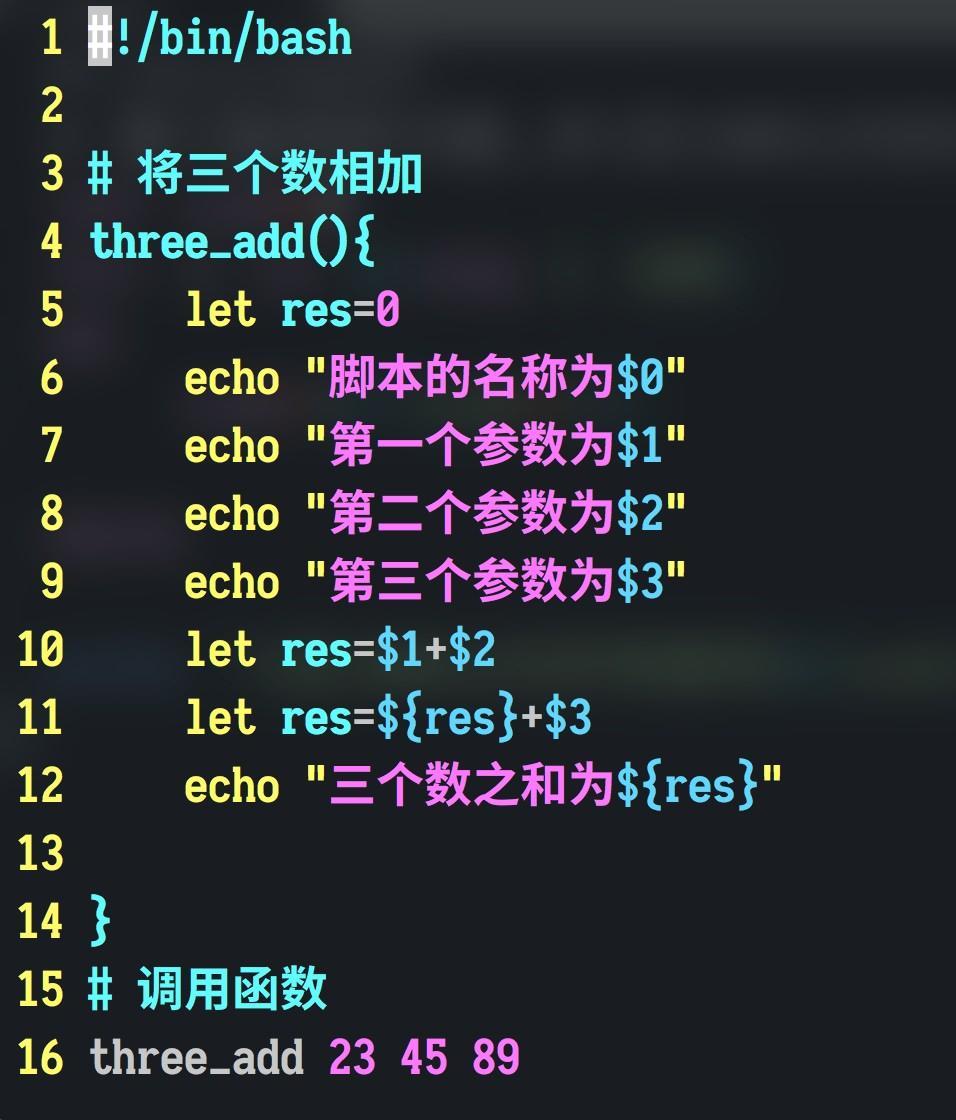 1 #!/bin/bash
2
3 # 将三个数相加
4 three_add(){
5     let res=0
6     echo "脚本的名称为$0"
7     echo "第一个参数为$1"
8     echo "第二个参数为$2"
9     echo "第三个参数为$3"
10     let res=$1+$2
11     let res=${res}+$3
12     echo "三个数之和为${res}"
13
14 }
15 # 调用函数
16 three_add 23 45 89